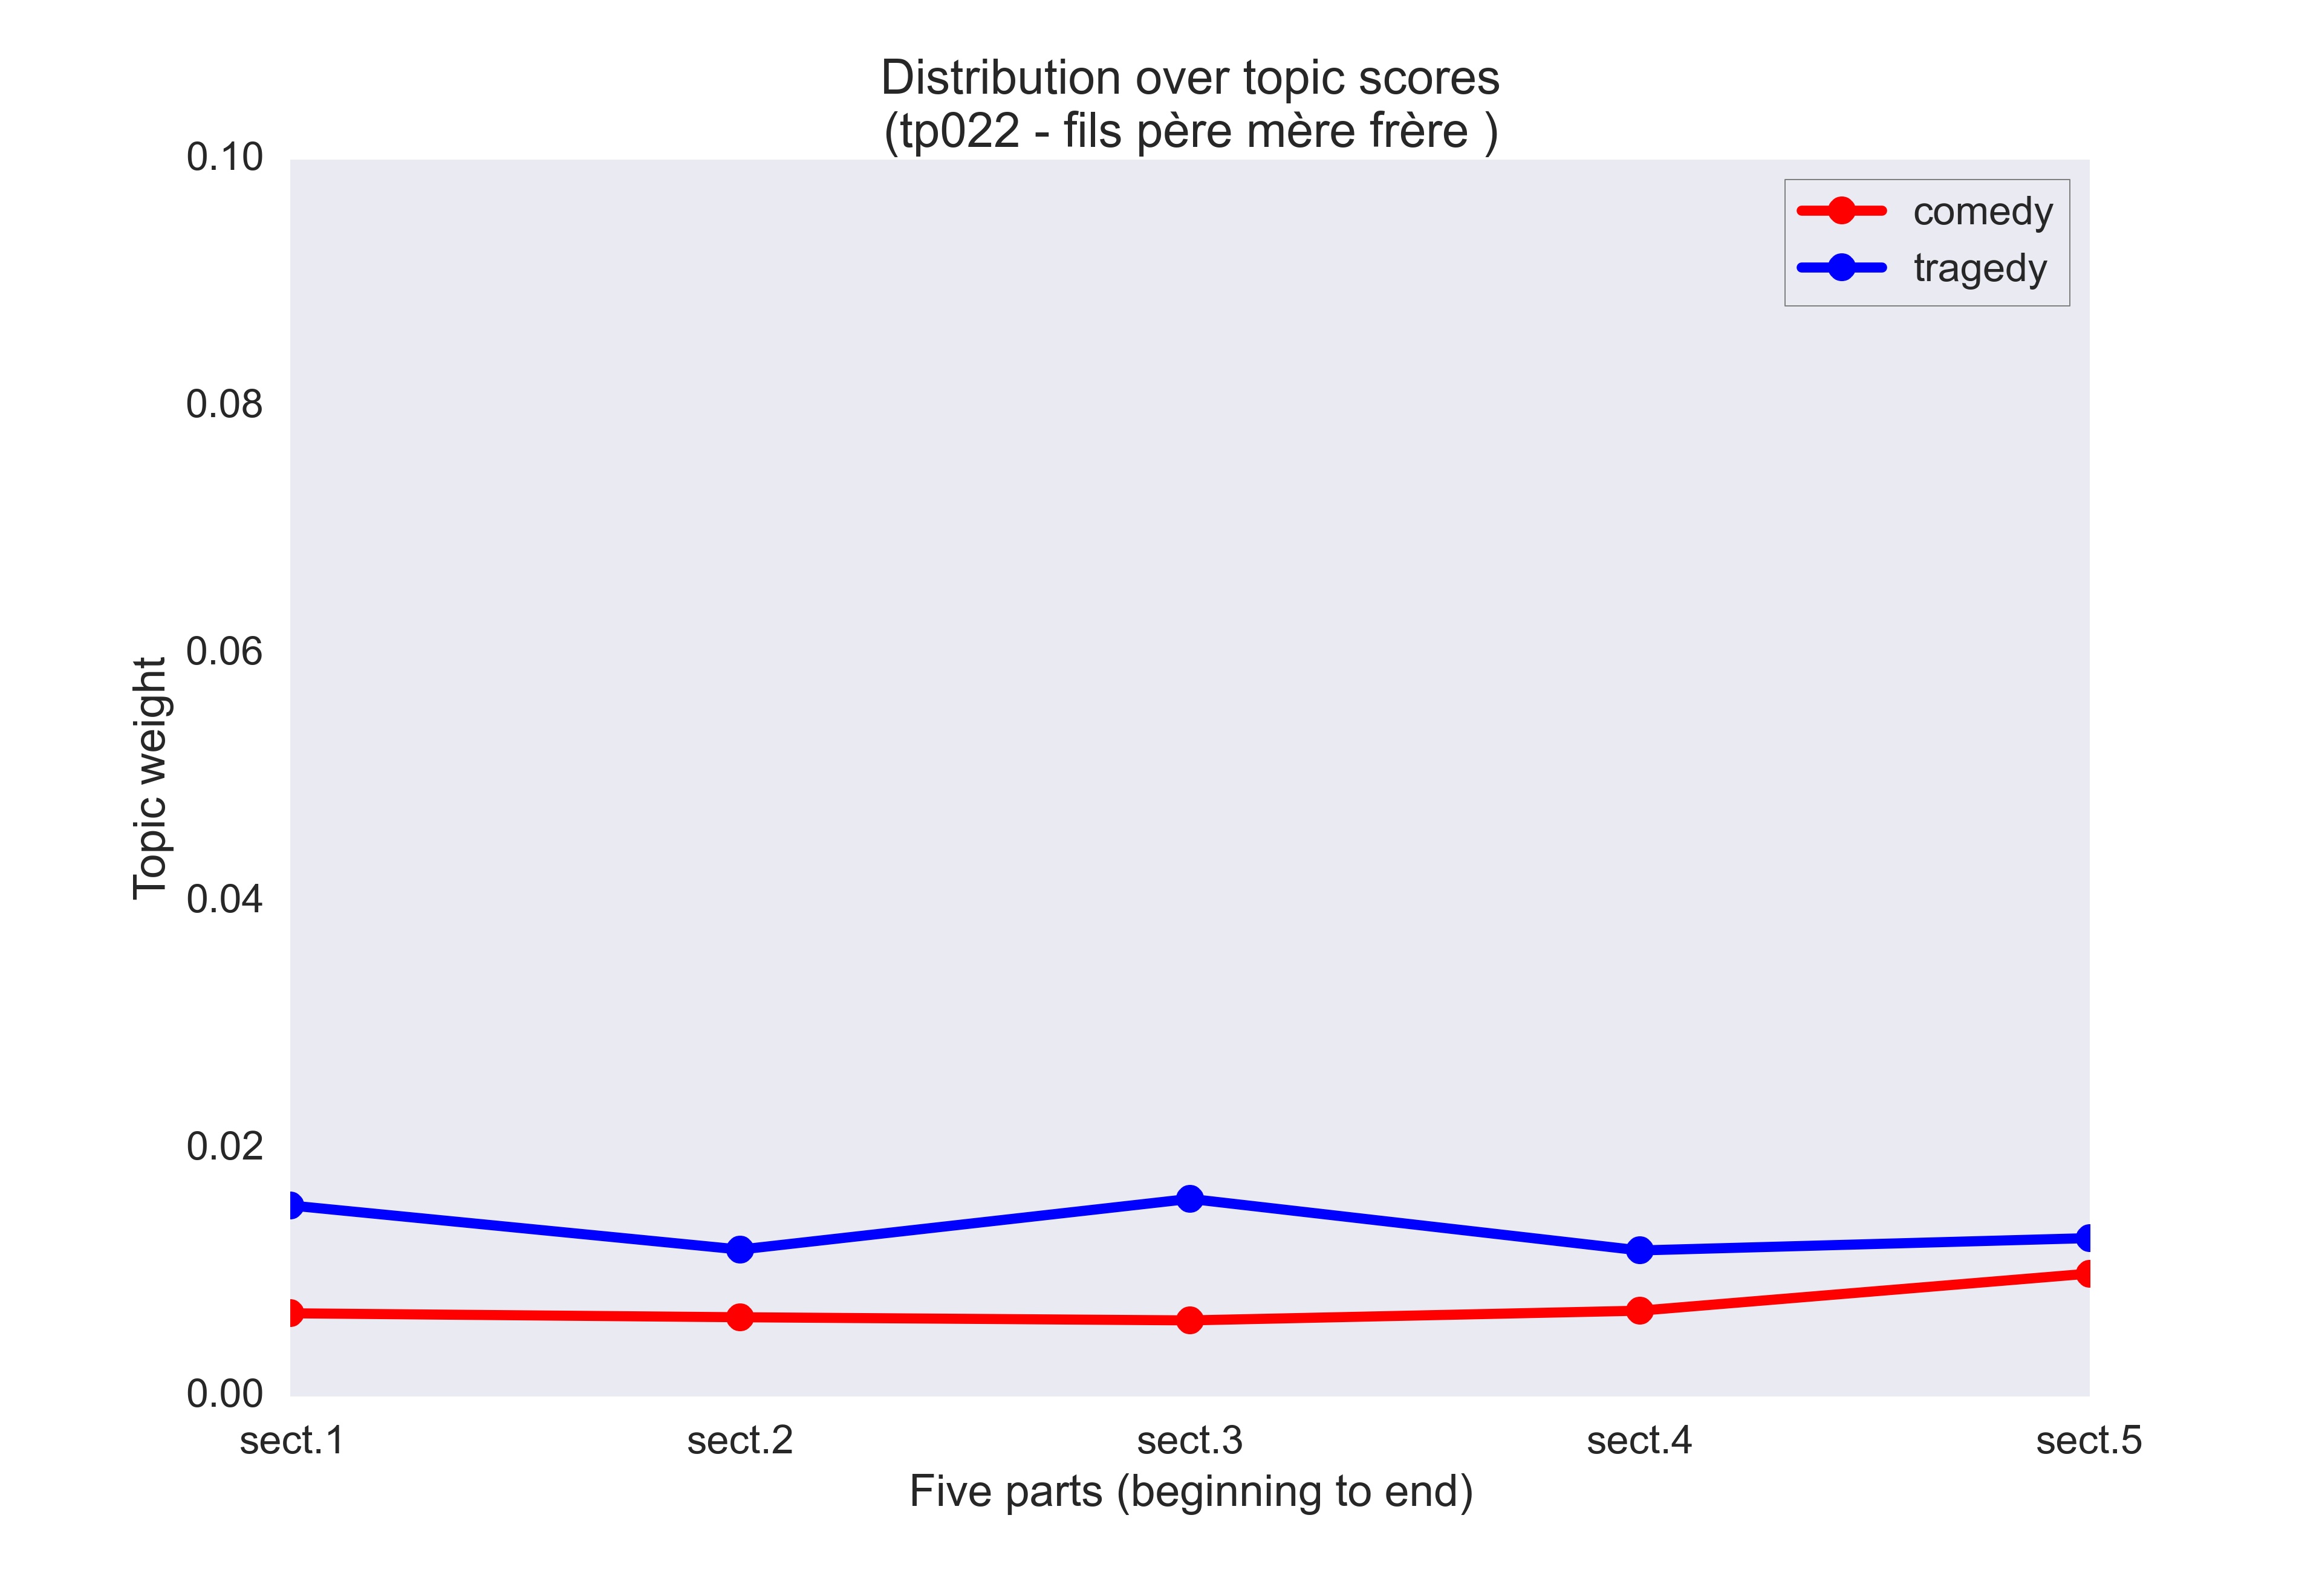 Distribution over topic scores
(tp022 - fils père mère frère )
0.10
comedy
tragedy
0.08
0.06
Topic weight
0.04
0.02
0.00
sect.1 sect.2 sect.3 sect.4 sect.5
Five parts (beginning to end)